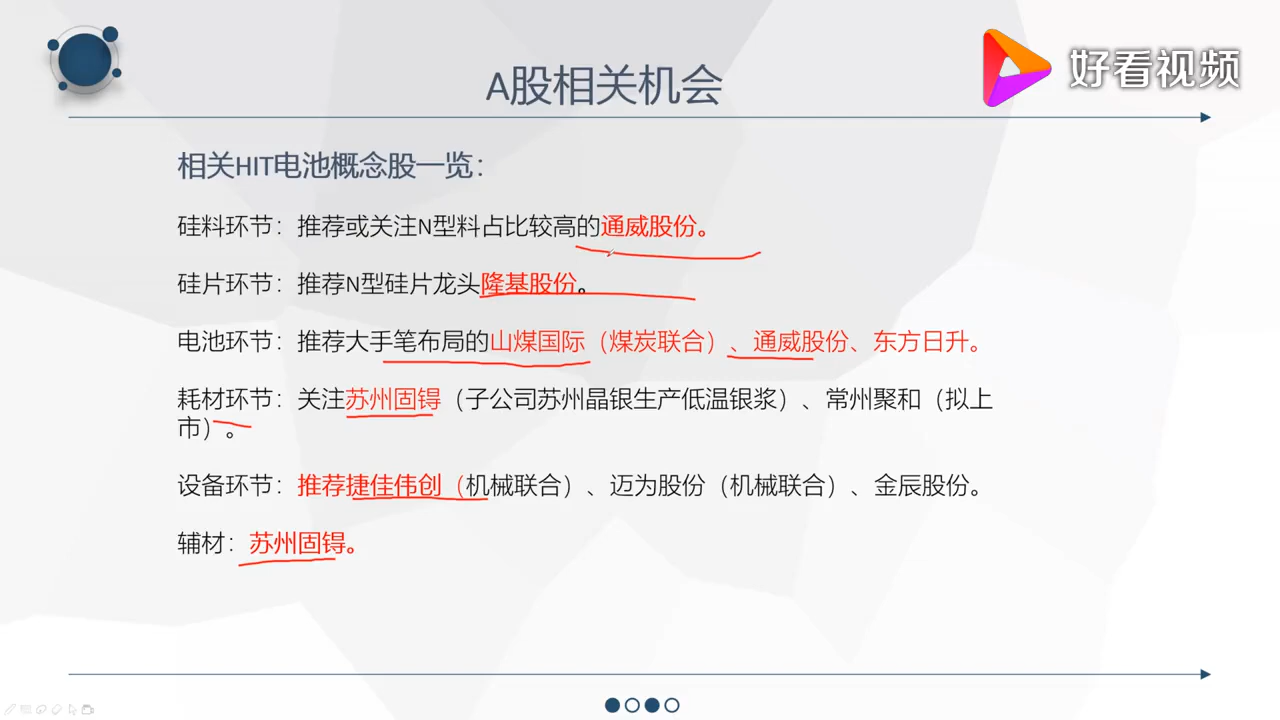 A股相关机会
好看视频
相关HIT电池概念股一览：
硅料环节：推荐或关注N型料占比较高的通威股份。
硅片环节：推荐N型硅片龙头隆基股份。
电池环节：推荐大手笔布局的山煤国际（煤炭联合）、通威股份、东方日升。
耗材环节：关注苏州固锝（子公司苏州晶银生产低温银浆）、常州聚和（拟上
市）。
设备环节：推荐捷佳伟创（机械联合）、迈为股份（机械联合）、金辰股份。
辅材：苏州固锝。